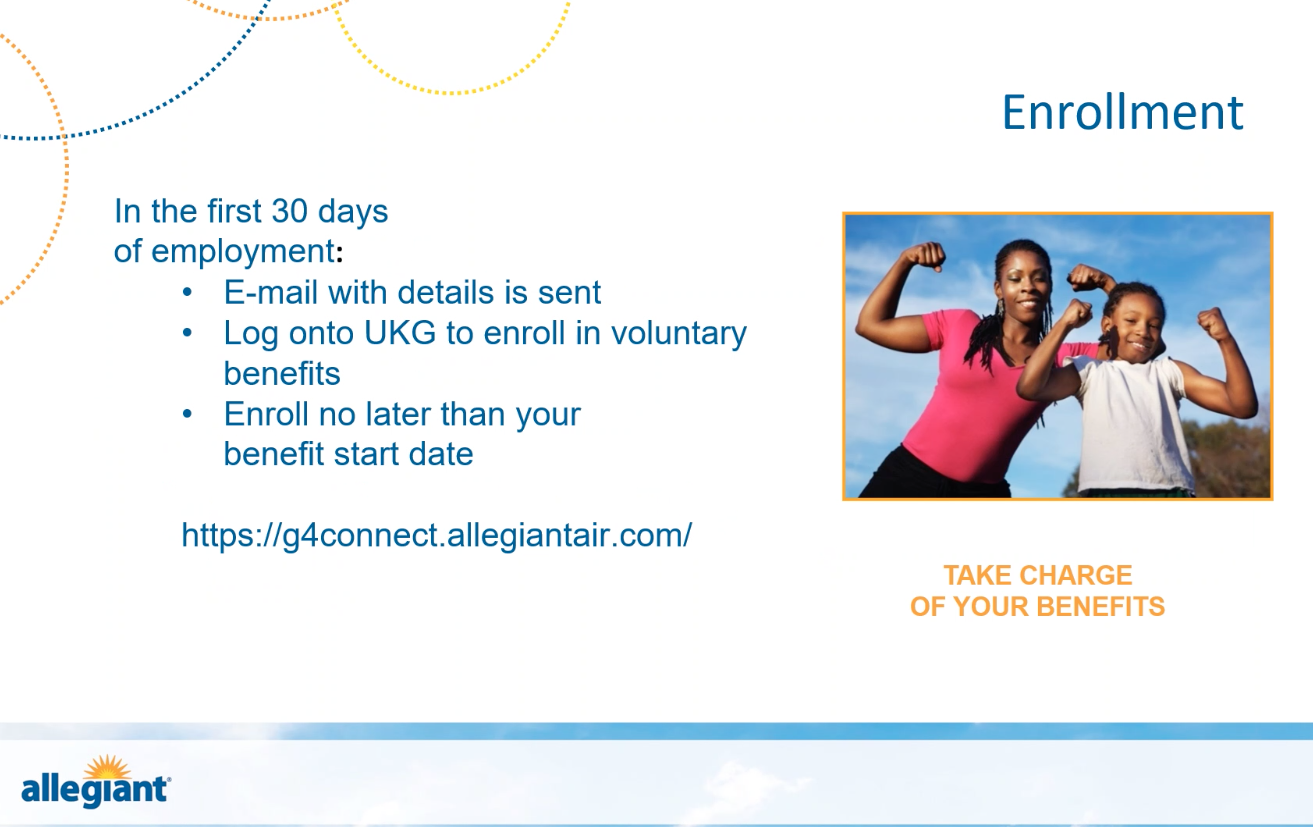 Enrollment
In the first 30 days
of employment:
• E-mail with details is sent
• Log onto UKG to enroll in voluntary
benefits
• Enroll no later than your
benefit start date
https://g4connect.allegiantair.com/
TAKE CHARGE
OF YOUR BENEFITS
allegiant®